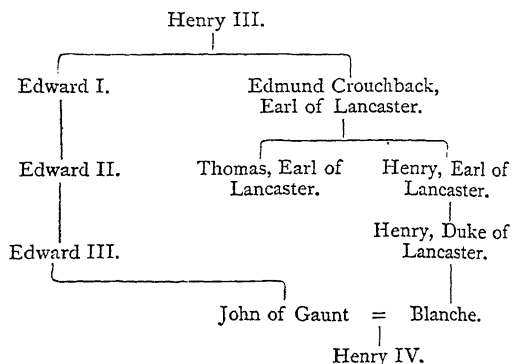 Henry III.
Edward I.
Edmund Crouchback,
Earl of Lancaster.
Edward II.
Thomas, Earl of
Lancaster.
Henry, Earl of
Lancaster.
Henry, Duke of
Lancaster.
Edward III.
John of Gaunt = Blanche.
Henry IV.